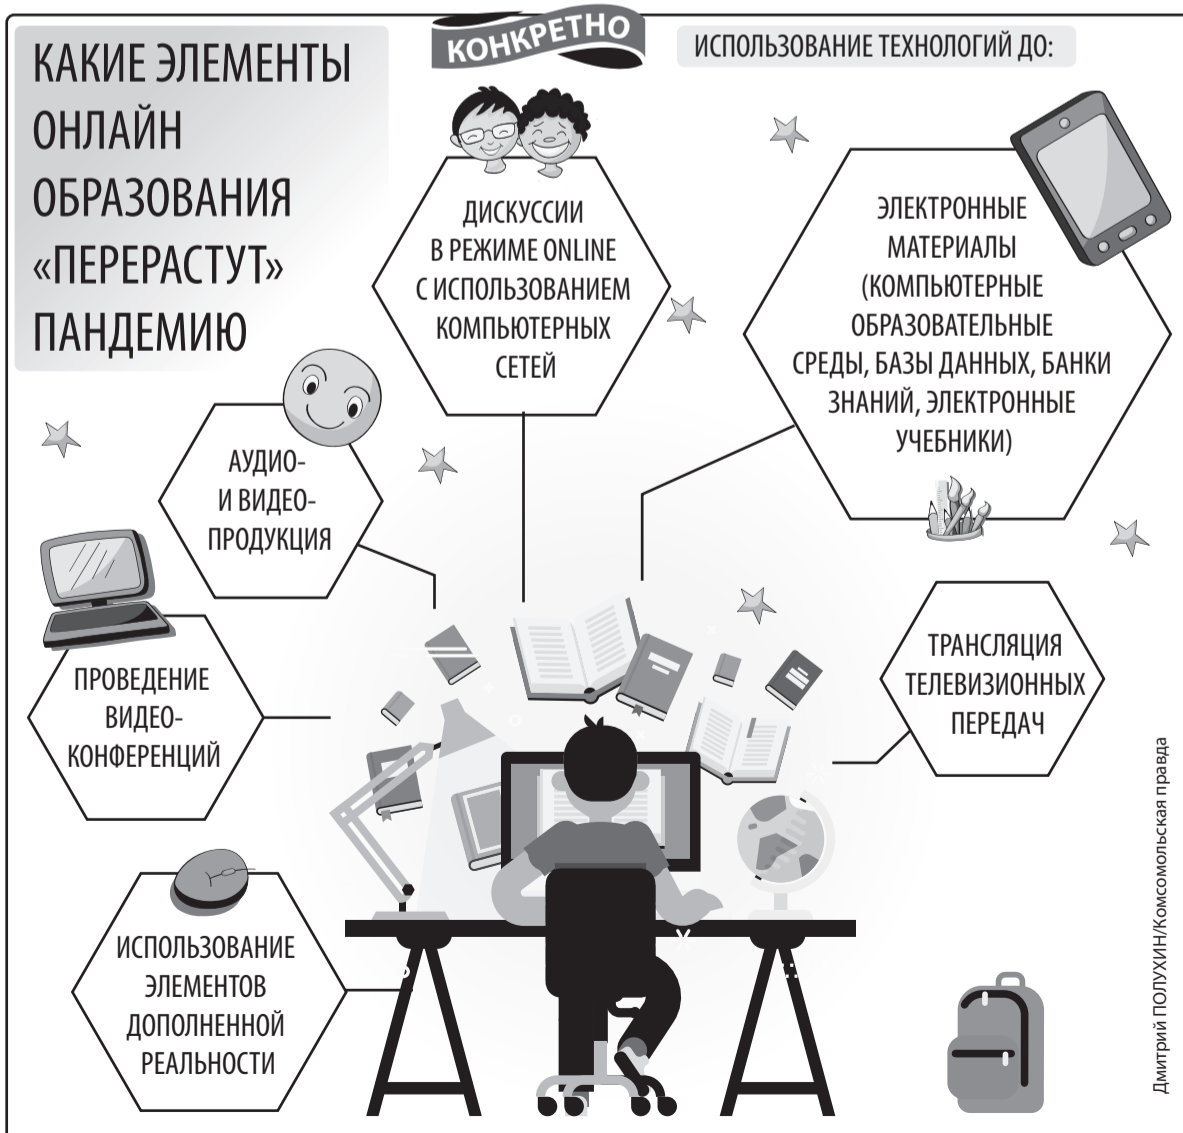 КОНКРЕТНО
КАКИЕ ЭЛЕМЕНТЫ
ОНЛАЙН
ОБРАЗОВАНИЯ
«ПЕРЕРАСТУТ»
ПАНДЕМИЮ
ИСПОЛЬЗОВАНИЕ ТЕХНОЛОГИЙ ДО:
ДИСКУССИИ
В РЕЖИМЕ ONLINE
С ИСПОЛЬЗОВАНИЕМ
КОМПЬЮТЕРНЫХ
СЕТЕЙ
ЭЛЕКТРОННЫЕ
МАТЕРИАЛЫ
(КОМПЬЮТЕРНЫЕ
ОБРАЗОВАТЕЛЬНЫЕ
СРЕДЫ, БАЗЫ ДАННЫХ, БАНКИ
ЗНАНИЙ, ЭЛЕКТРОННЫЕ
УЧЕБНИКИ)
АУДИО-
И ВИДЕО-
ПРОДУКЦИЯ
ПРОВЕДЕНИЕ
ВИДЕО-
КОНФЕРЕНЦИЙ
ТРАНСЛЯЦИЯ
ТЕЛЕВИЗИОННЫХ
ПЕРЕДАЧ
ИСПОЛЬЗОВАНИЕ
ЭЛЕМЕНТОВ
ДОПОЛНЕННОЙ
РЕАЛЬНОСТИ
Дмитрий ПОЛУХИН/Комсомольская правда